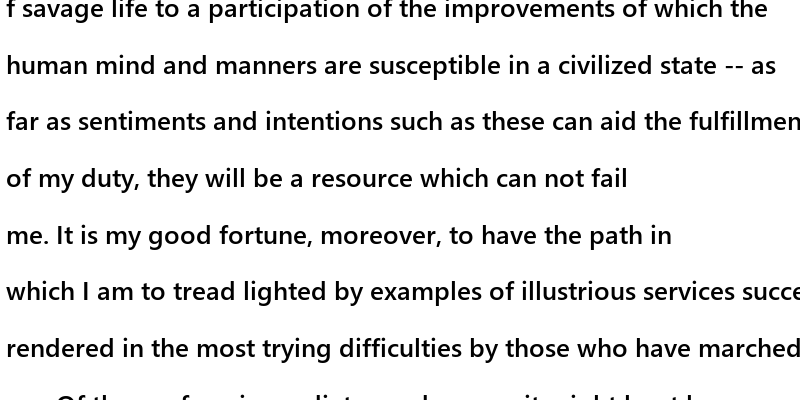 f savage life to a participation of the improvements of which the
human mind and manners are susceptible in a civilized state -- as
far as sentiments and intentions such as these can aid the fulfillmen
of my duty, they will be a resource which can not fail
me. It is my good fortune, moreover, to have the path in
which I am to tread lighted by examples of illustrious services succe
rendered in the most trying difficulties by those who have marched